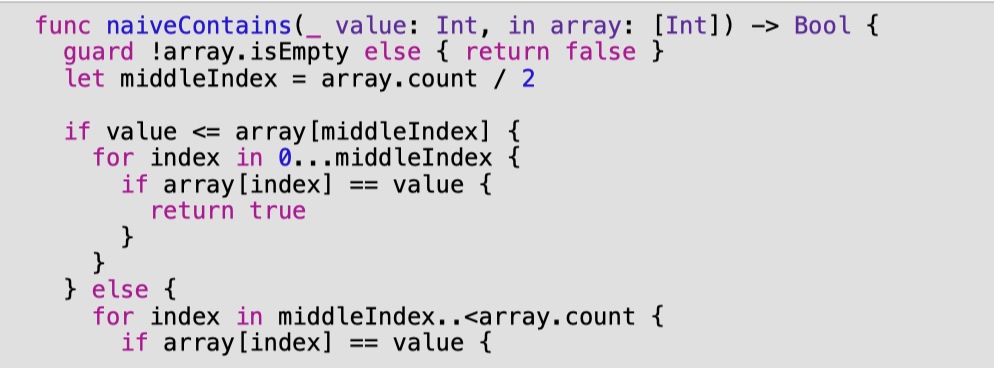 func naiveContains(_ value: Int, in array: [Int]) -> Bool {
  guard !array.isEmpty else { return false }
  let middleIndex = array.count / 2

  if value <= array[middleIndex] {
    for index in 0...middleIndex {
      if array[index] == value {
        return true
      }
    }
  } else {
    for index in middleIndex..<array.count {
      if array[index] == value {